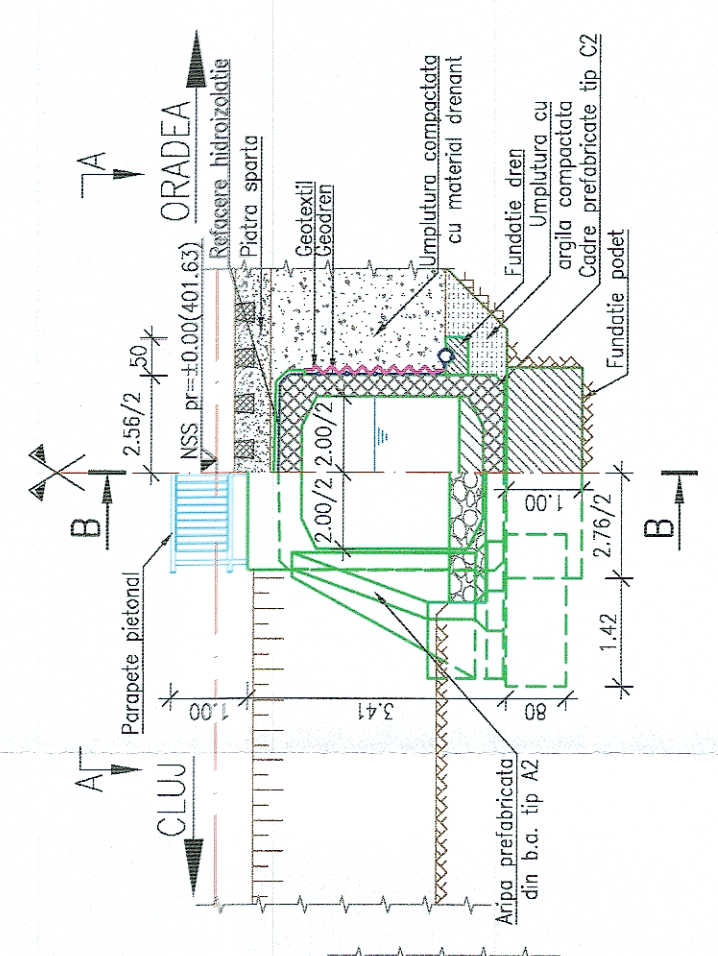 A
ORADEA
NSS pr=±0.00(401.63)
Refacere hidroizolatie
Piatra sparta
Geotextil
Geodren
Umplutura compactata
cu material drenant
Fundatie dren
Umplutura cu
argila compactata
Cadre prefabricate tip C2
Fundatie podet
50
2.56/2
2.00/2
2.00/2
B
B
1.00
2.76/2
1.42
Parapete pietonal
1.00
3.41
80
A
CLUJ
Aripa prefabricata
din b.a. tip A2